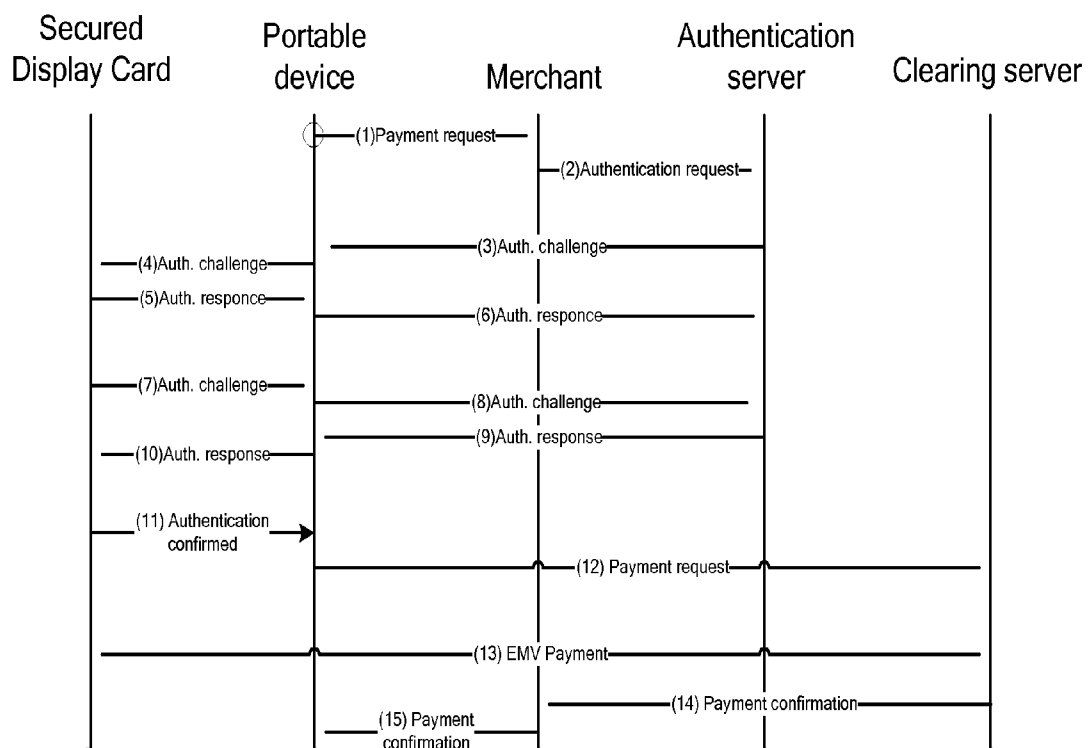 Secured
Display Card
Portable
device
Merchant
Authentication
server
Clearing server
(1)Payment request
(2)Authentication request
(3)Auth. challenge
(4)Auth. challenge
(5)Auth. responce
(6)Auth. responce
(7)Auth. challenge
(8)Auth. challenge
(9)Auth. response
(10)Auth. response
(11) Authentication
confirmed
(12) Payment request
(13) EMV Payment
(14) Payment confirmation
(15) Payment
confirmation